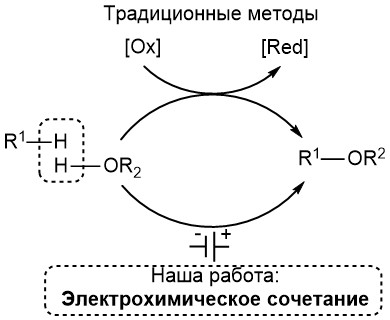 Традиционные методы
[Ox] [Red]
R¹—H
H—OR₂
R¹—OR²
- +
Наша работа:
Электрохимическое сочетание